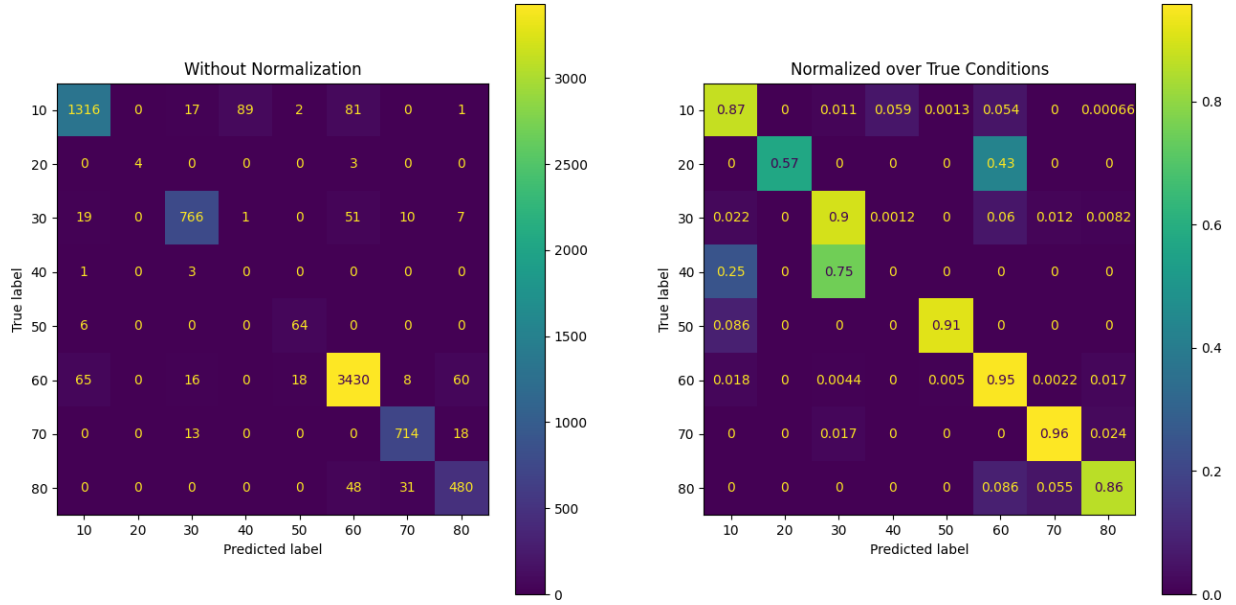 Without Normalization
10 1316 0 17 89 2 81 0 1
20 0 4 0 0 0 3 0 0
30 19 0 766 1 0 51 10 7
40 1 0 3 0 0 0 0 0
50 6 0 0 0 64 0 0 0
60 65 0 16 0 18 3430 8 60
70 0 0 13 0 0 0 714 18
80 0 0 0 0 0 48 31 480
10 20 30 40 50 60 70 80
Predicted label
True label
3000
2500
2000
1500
1000
500
0
Normalized over True Conditions
10 0.87 0 0.011 0.059 0.0013 0.054 0 0.00066
20 0 0.57 0 0 0 0.43 0 0
30 0.022 0 0.9 0.0012 0 0.06 0.012 0.0082
40 0.25 0 0.75 0 0 0 0 0
50 0.086 0 0 0 0.91 0 0 0
60 0.018 0 0.0044 0 0.005 0.95 0.0022 0.017
70 0 0 0.017 0 0 0 0.96 0.024
80 0 0 0 0 0 0.086 0.055 0.86
10 20 30 40 50 60 70 80
Predicted label
True label
0.8
0.6
0.4
0.2
0.0